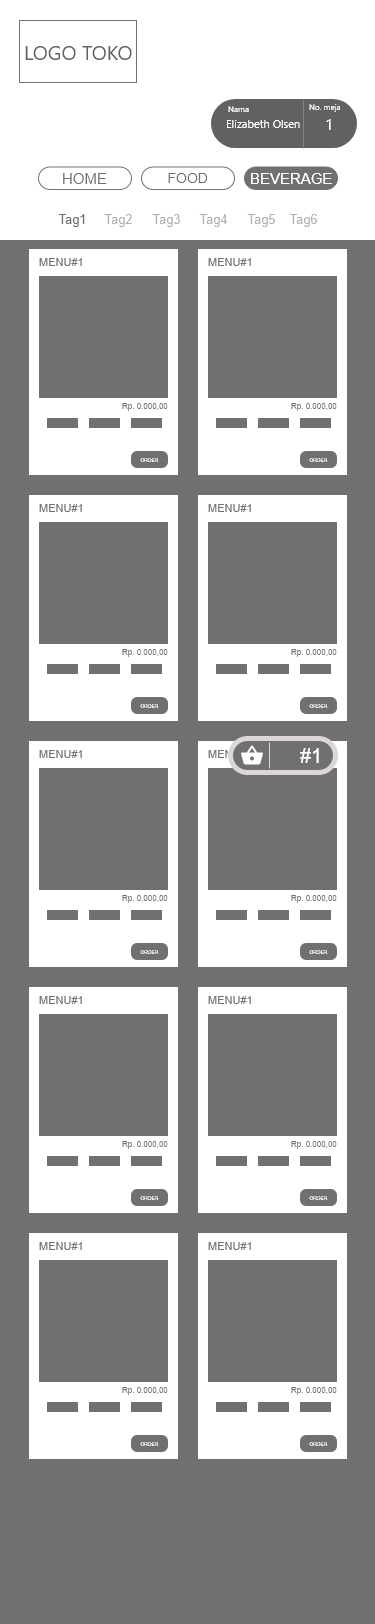 LOGO TOKO
Nama
No. meja
Elizabeth Olsen
1
HOME
FOOD
BEVERAGE
Tag1
Tag2
Tag3
Tag4
Tag5
Tag6
MENU#1
MENU#1
Rp. 0.000,00
Rp. 0.000,00
ORDER
ORDER
MENU#1
MENU#1
Rp. 0.000,00
Rp. 0.000,00
ORDER
ORDER
MENU#1
#1
Rp. 0.000,00
Rp. 0.000,00
ORDER
ORDER
MENU#1
MENU#1
Rp. 0.000,00
Rp. 0.000,00
ORDER
ORDER
MENU#1
MENU#1
Rp. 0.000,00
Rp. 0.000,00
ORDER
ORDER